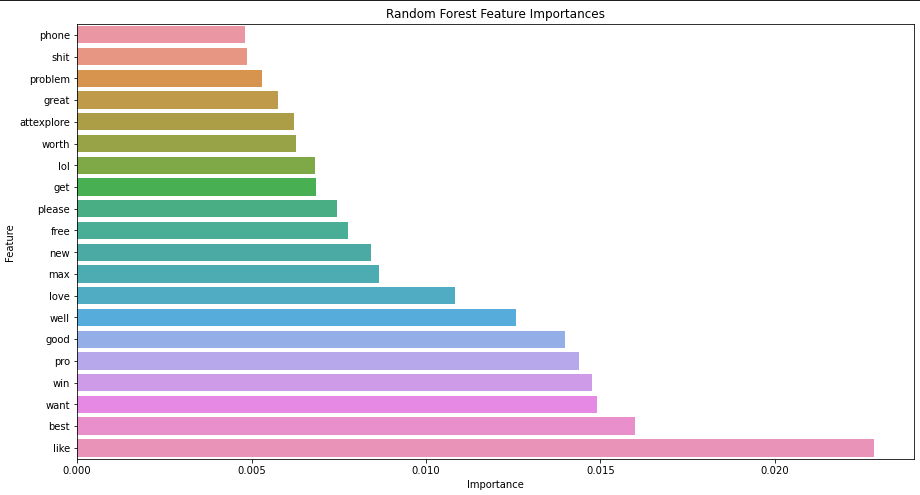 Random Forest Feature Importances
phone
shit
problem
great
attexplore
worth
lol
get
please
free
new
max
love
well
good
pro
win
want
best
like
Feature
0.000 0.005 0.010 0.015 0.020
Importance